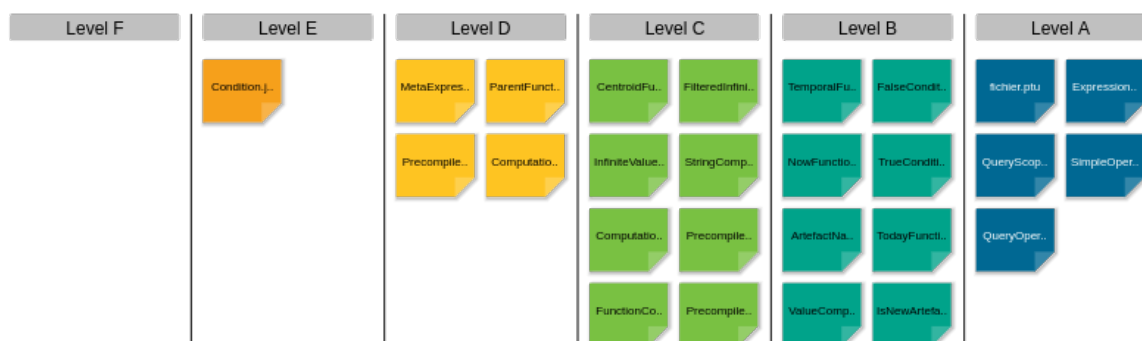 Level F
Level E
Level D
Level C
Level B
Level A
Condition.j..
MetaExpres..
ParentFunct..
CentroidFu..
FilteredInfini..
TemporalFu..
FalseCondit..
fichier.ptu
Expression..
Precompile..
Computatio..
InfiniteValue..
StringComp..
NowFunctio..
TrueConditi..
QueryScop..
SimpleOper..
Computatio..
Precompile..
ArtefactNa..
TodayFuncti..
QueryOper..
FunctionCo..
Precompile..
ValueComp..
IsNewArtefa..